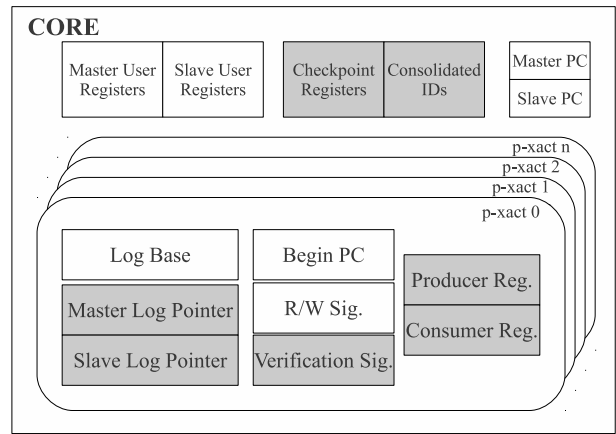 CORE
Master User
Registers
Slave User
Registers
Checkpoint
Registers
Consolidated
IDs
Master PC
Slave PC
p-xact n
p-xact 2
p-xact 1
p-xact 0
Log Base
Master Log Pointer
Slave Log Pointer
Begin PC
R/W Sig.
Verification Sig.
Producer Reg.
Consumer Reg.